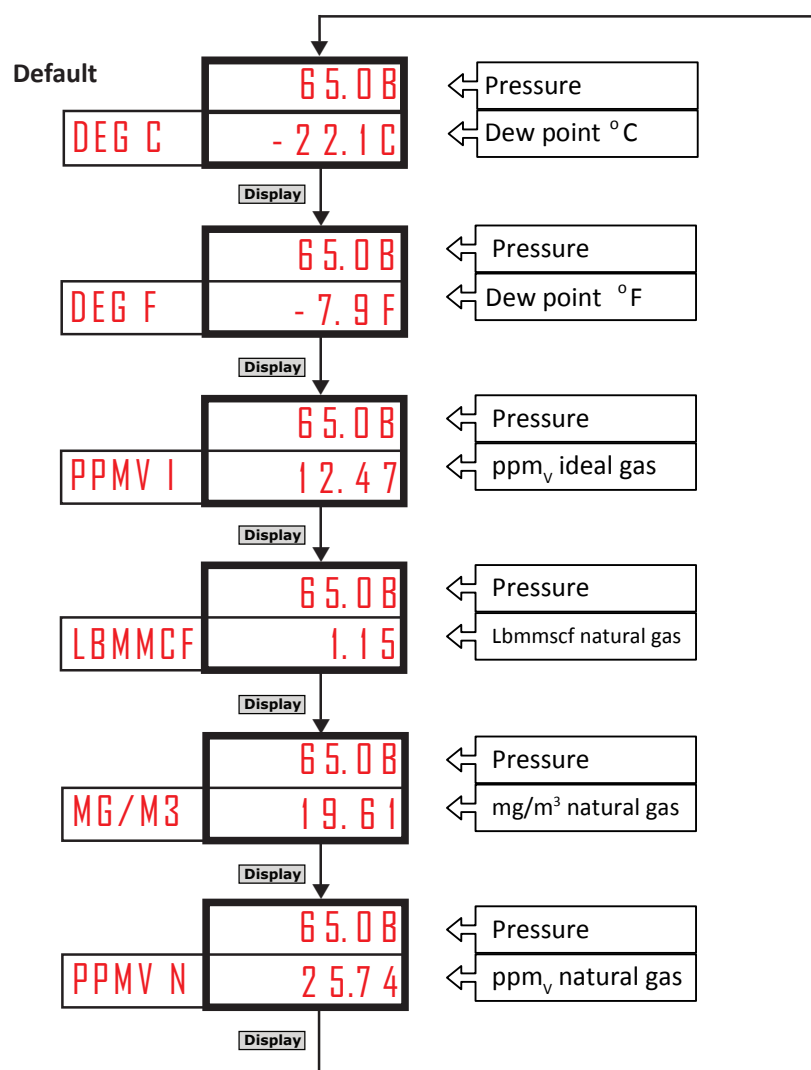 Default
65.0B
Pressure
DEG C
-22.1C
Dew point °C
Display
65.0B
Pressure
DEG F
-7.9F
Dew point °F
Display
65.0B
Pressure
PPMV I
12.47
ppmᵥ ideal gas
Display
65.0B
Pressure
LBMMCF
1.15
Lbmmscf natural gas
Display
65.0B
Pressure
MG/M3
19.61
mg/m³ natural gas
Display
65.0B
Pressure
PPMV N
25.74
ppmᵥ natural gas
Display